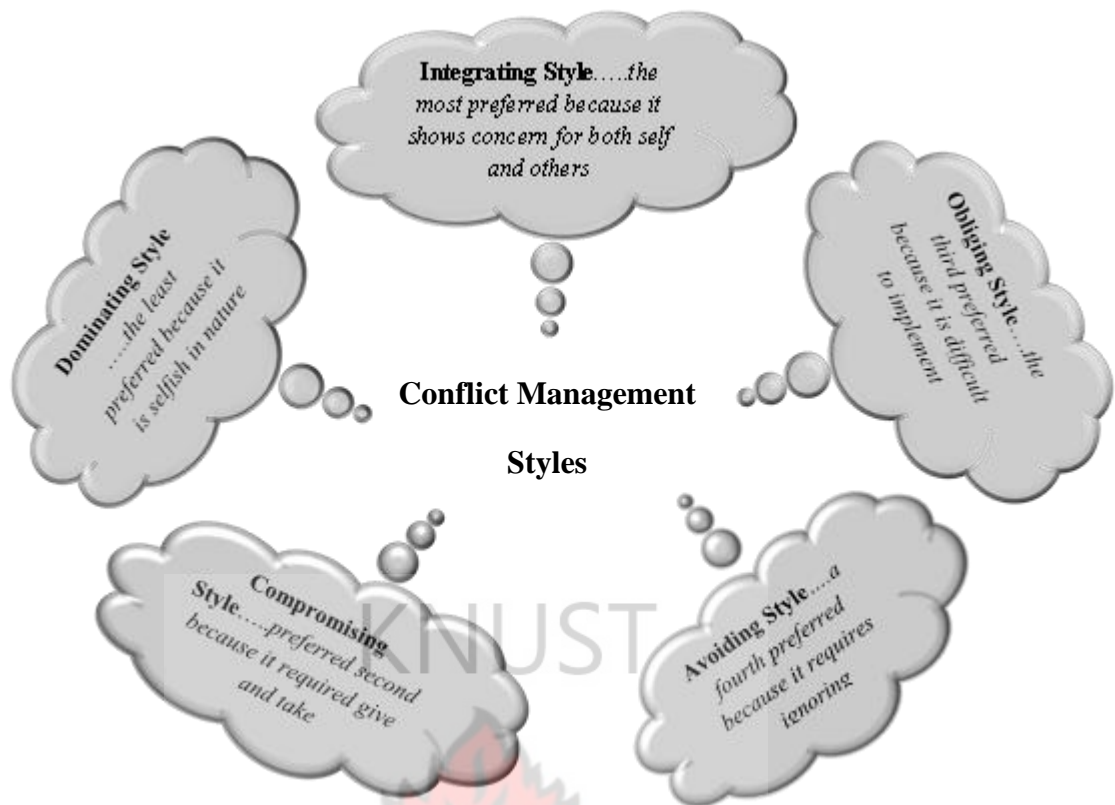 Integrating Style.....the
most preferred because it
shows concern for both self
and others
Dominating Style
.....the least
preferred because it
is selfish in nature
Obliging Style....the
third preferred
because it is difficult
to implement
Conflict Management
Styles
Compromising
Style.....preferred second
because it required give
and take
Avoiding Style....a
fourth preferred
because it requires
ignoring
KNUST